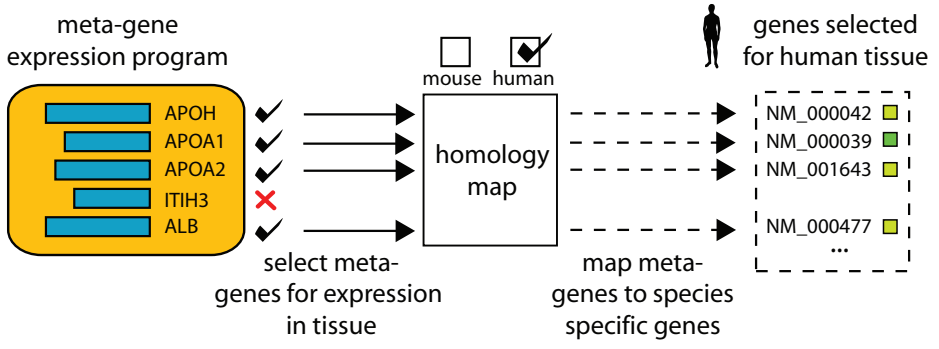 meta-gene
expression program
APOH
APOA1
APOA2
ITIH3
ALB
select meta-
genes for expression
in tissue
mouse human
homology
map
map meta-
genes to species
specific genes
genes selected
for human tissue
NM_000042
NM_000039
NM_001643
NM_000477
...